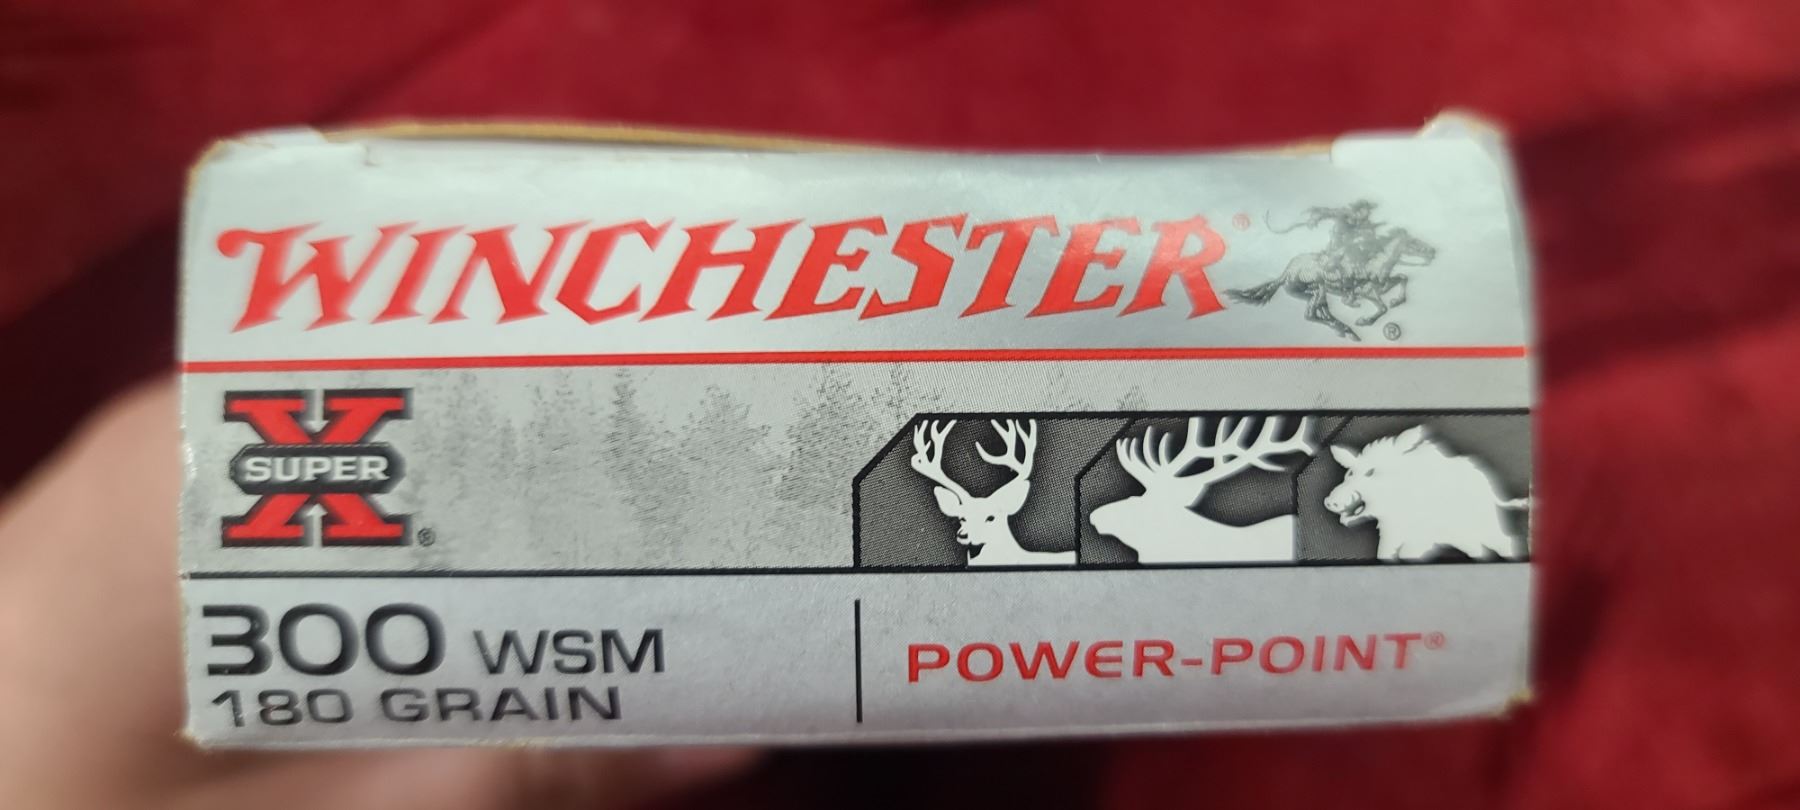 WINCHESTER®
®
X
SUPER
®
300 WSM
180 GRAIN
POWER-POINT®